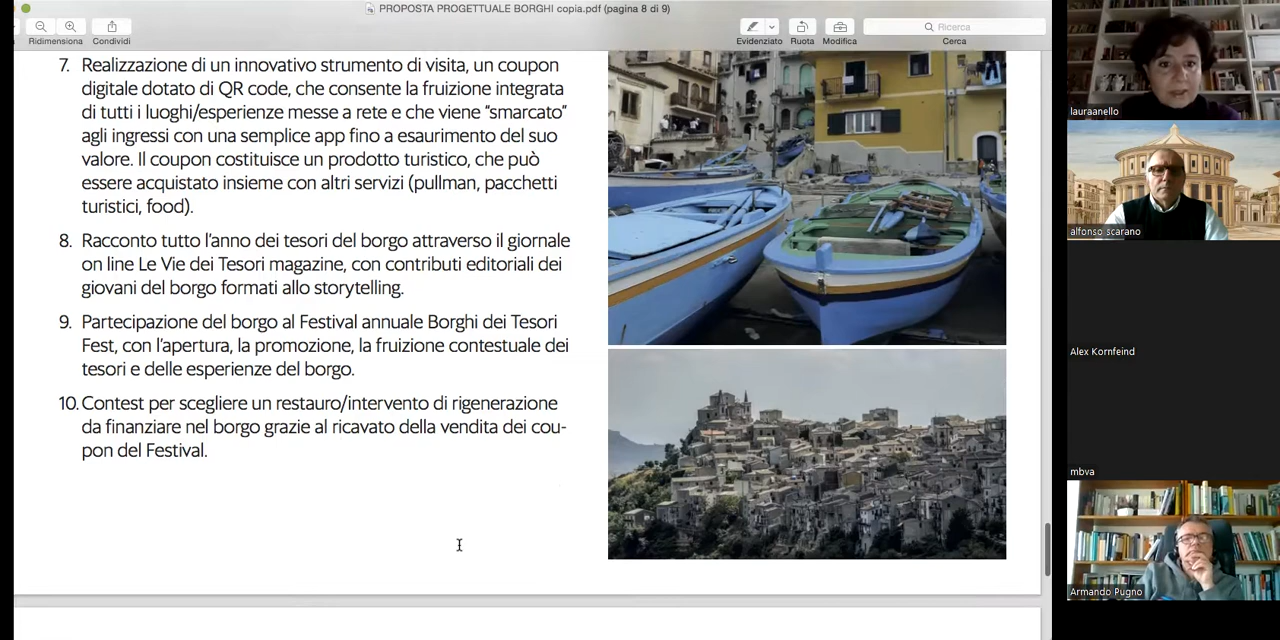 PROPOSTA PROGETTUALE BORGHI copia.pdf (pagina 8 di 9)
Ricerca
Ridimensiona
Condividi
Evidenziato
Ruota
Modifica
Cerca
7. Realizzazione di un innovativo strumento di visita, un coupon
digitale dotato di QR code, che consente la fruizione integrata
di tutti i luoghi/esperienze messe a rete e che viene “smarcato”
agli ingressi con una semplice app fino a esaurimento del suo
valore. Il coupon costituisce un prodotto turistico, che può
essere acquistato insieme con altri servizi (pullman, pacchetti
turistici, food).
8. Racconto tutto l’anno dei tesori del borgo attraverso il giornale
on line Le Vie dei Tesori magazine, con contributi editoriali dei
giovani del borgo formati allo storytelling.
9. Partecipazione del borgo al Festival annuale Borghi dei Tesori
Fest, con l’apertura, la promozione, la fruizione contestuale dei
tesori e delle esperienze del borgo.
10. Contest per scegliere un restauro/intervento di rigenerazione
da finanziare nel borgo grazie al ricavato della vendita dei cou-
pon del Festival.
lauraanello
alfonso scarano
Alex Kornfeind
mbva
Armando Pugno